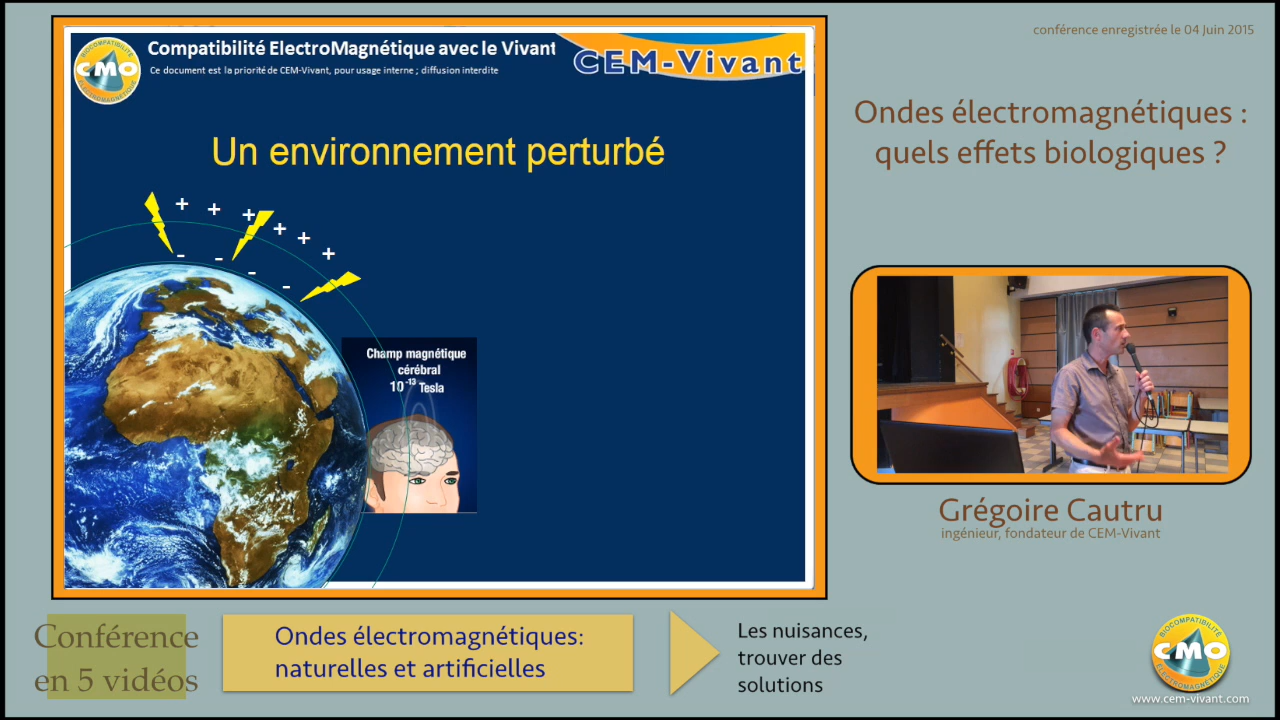 conférence enregistrée le 04 Juin 2015
BIOCOMPATIBILITÉ
CMO
ELECTROMAGNÉTIQUE
Compatibilité ElectroMagnétique avec le Vivant
Ce document est la priorité de CEM-Vivant, pour usage interne ; diffusion interdite
CEM-Vivant
Un environnement perturbé
+ + + + + +
- - - -
Champ magnétique
cérébral
10-13 Tesla
Ondes électromagnétiques :
quels effets biologiques ?
Grégoire Cautru
ingénieur, fondateur de CEM-Vivant
Conférence
en 5 vidéos
Ondes électromagnétiques:
naturelles et artificielles
Les nuisances,
trouver des
solutions
BIOCOMPATIBILITÉ
CMO
ELECTROMAGNÉTIQUE
www.cem-vivant.com